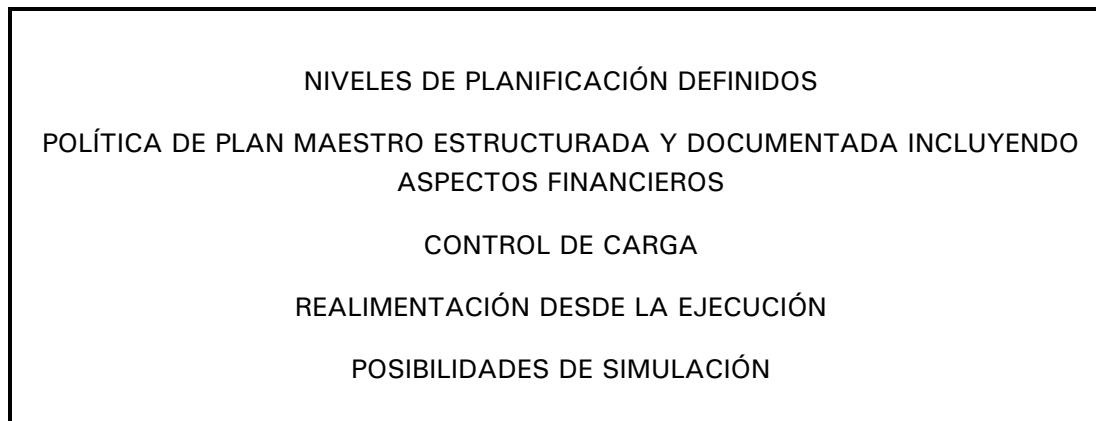 NIVELES DE PLANIFICACIÓN DEFINIDOS
POLÍTICA DE PLAN MAESTRO ESTRUCTURADA Y DOCUMENTADA INCLUYENDO
ASPECTOS FINANCIEROS
CONTROL DE CARGA
REALIMENTACIÓN DESDE LA EJECUCIÓN
POSIBILIDADES DE SIMULACIÓN